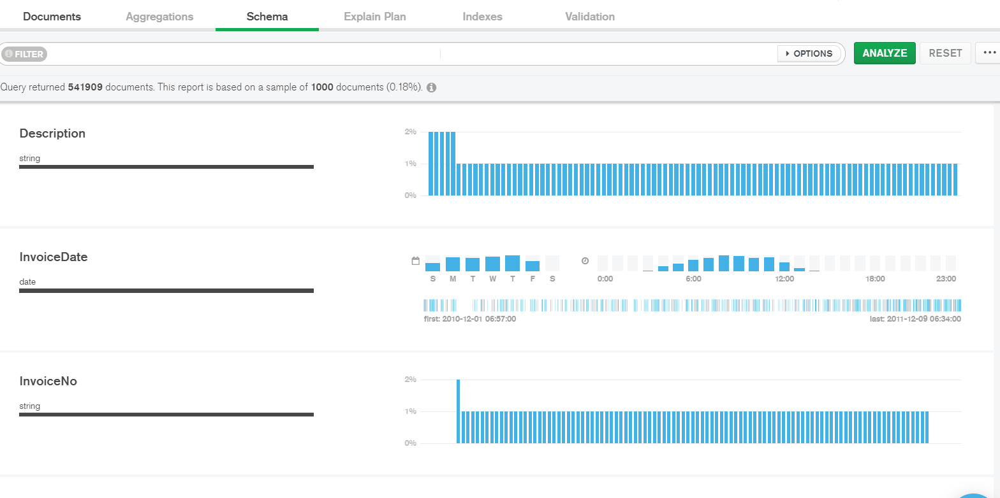 Documents Aggregations Schema Explain Plan Indexes Validation
FILTER OPTIONS ANALYZE RESET ...
Query returned 541909 documents. This report is based on a sample of 1000 documents (0.18%).
Description
string
2%
1%
0%
InvoiceDate
date
S M T W T F S 0:00 6:00 12:00 18:00 23:00
first: 2010-12-01 06:57:00 last: 2011-12-09 06:34:00
InvoiceNo
string
2%
1%
0%